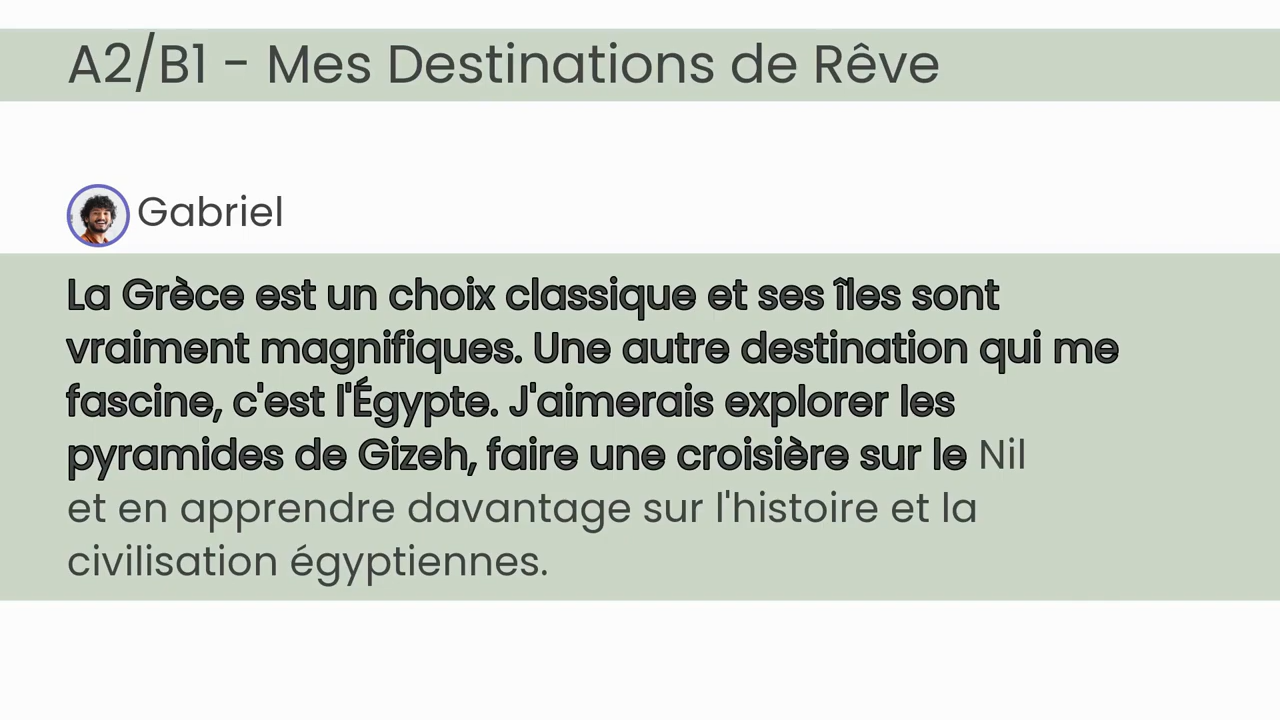 A2/B1 - Mes Destinations de Rêve
Gabriel
La Grèce est un choix classique et ses îles sont
vraiment magnifiques. Une autre destination qui me
fascine, c'est l'Égypte. J'aimerais explorer les
pyramides de Gizeh, faire une croisière sur le Nil
et en apprendre davantage sur l'histoire et la
civilisation égyptiennes.